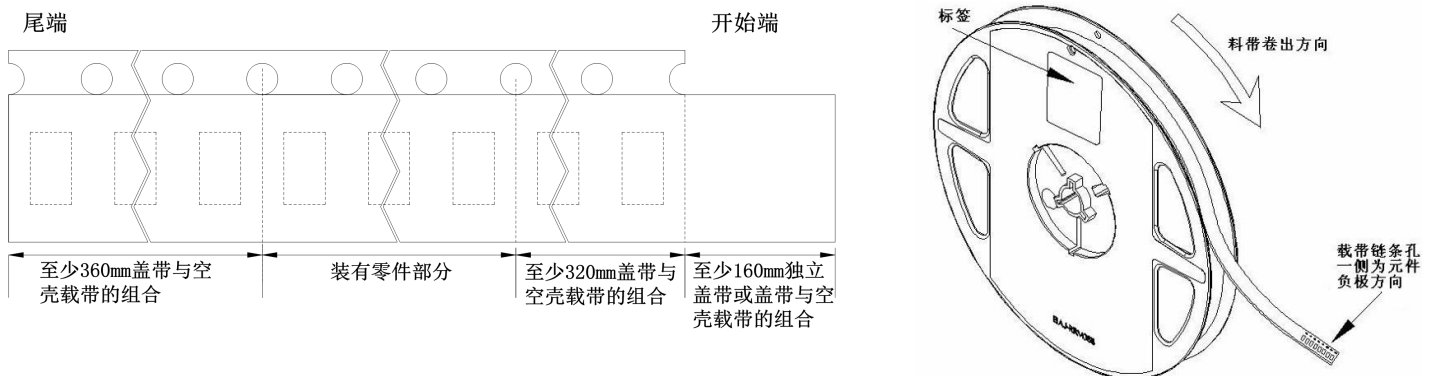 尾端
开始端
至少360mm盖带与空
壳载带的组合
装有零件部分
至少320mm盖带与
空壳载带的组合
至少160mm独立
盖带或盖带与空
壳载带的组合
标签
料带卷出方向
载带链条孔
一侧为元件
负极方向